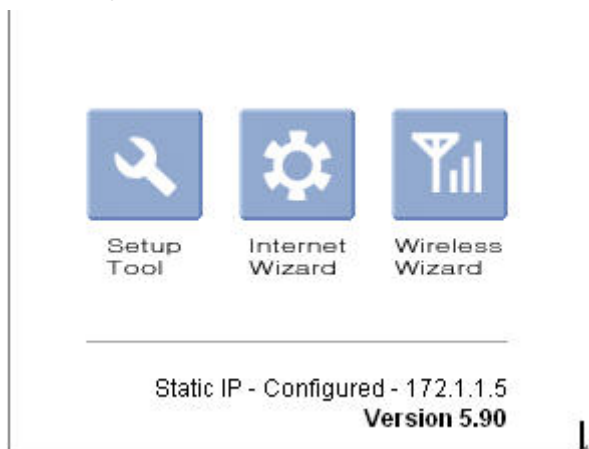 Setup Tool
Internet Wizard
Wireless Wizard
Static IP - Configured - 172.1.1.5
Version 5.90